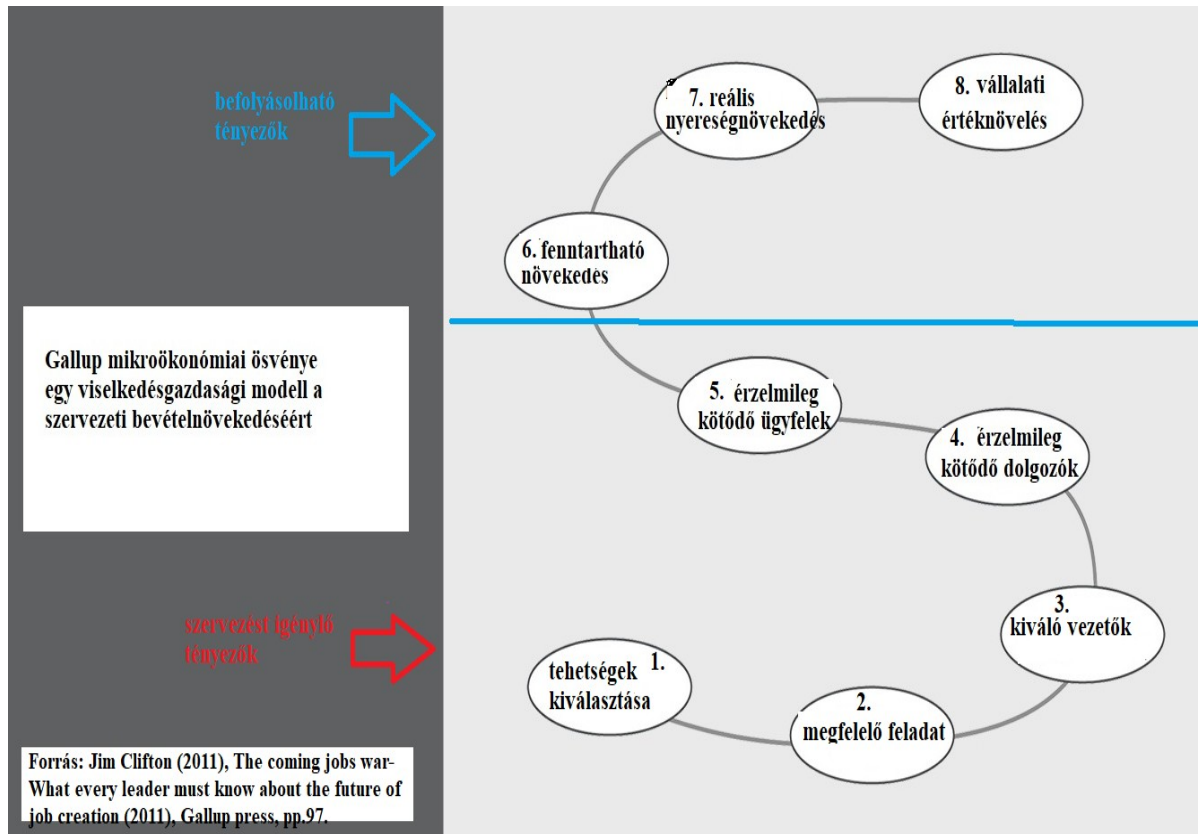 befolyásolható
tényezők
7. reális
nyereségnövekedés
8. vállalati
értéknövelés
6. fenntartható
növekedés
Gallup mikroökonómiai ösvénye
egy viselkedésgazdasági modell a
szervezeti bevételnövekedéséért
5. érzelmileg
kötődő ügyfelek
4. érzelmileg
kötődő dolgozók
3.
kiváló vezetők
szervezést igénylő
tényezők
tehetségek 1.
kiválasztása
2.
megfelelő feladat
Forrás: Jim Clifton (2011), The coming jobs war-
What every leader must know about the future of
job creation (2011), Gallup press, pp.97.